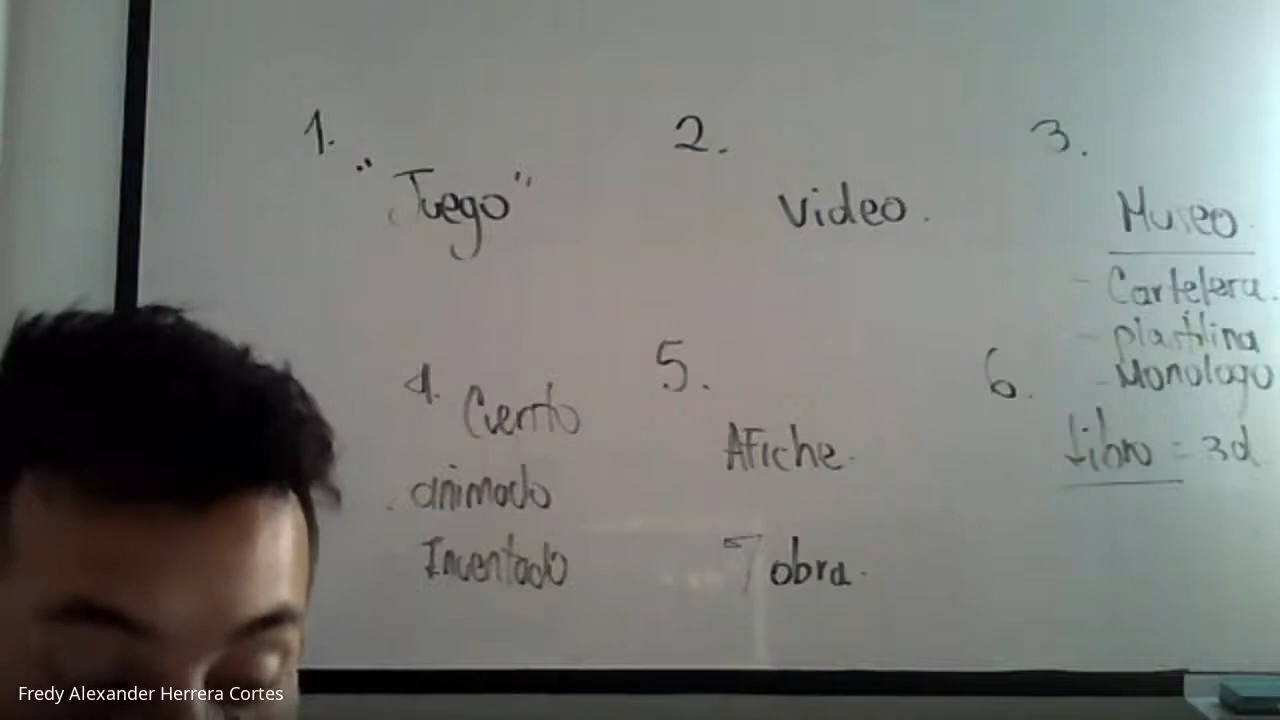 1.
"Juego"
2.
video.
3.
Museo.
- Cartelera.
- plastilina
- Monologo
4. Cuento
animado
Inventado
5.
Afiche.
6.
libro = 3d
7 obra.
Fredy Alexander Herrera Cortes